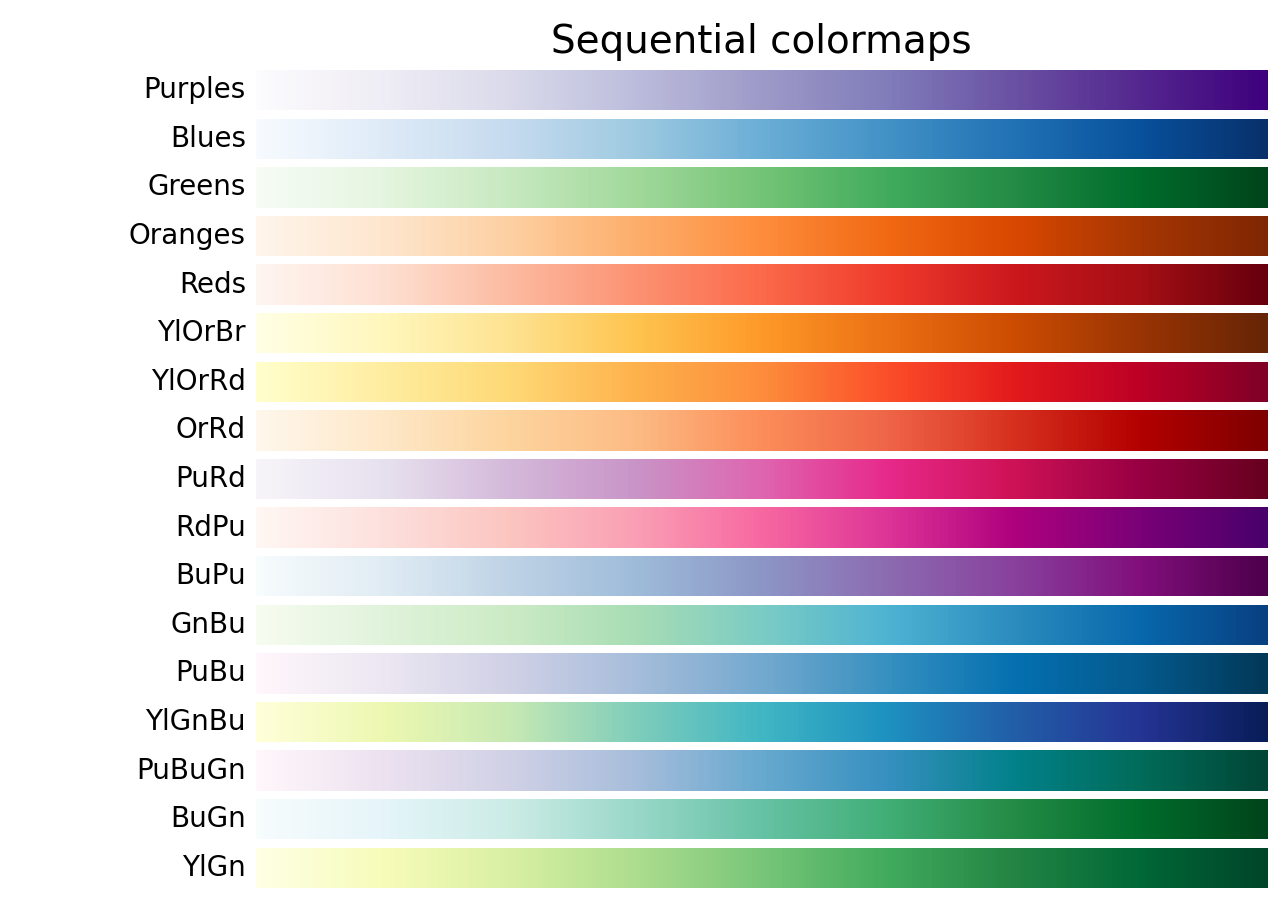 Sequential colormaps
Purples
Blues
Greens
Oranges
Reds
YlOrBr
YlOrRd
OrRd
PuRd
RdPu
BuPu
GnBu
PuBu
YlGnBu
PuBuGn
BuGn
YlGn